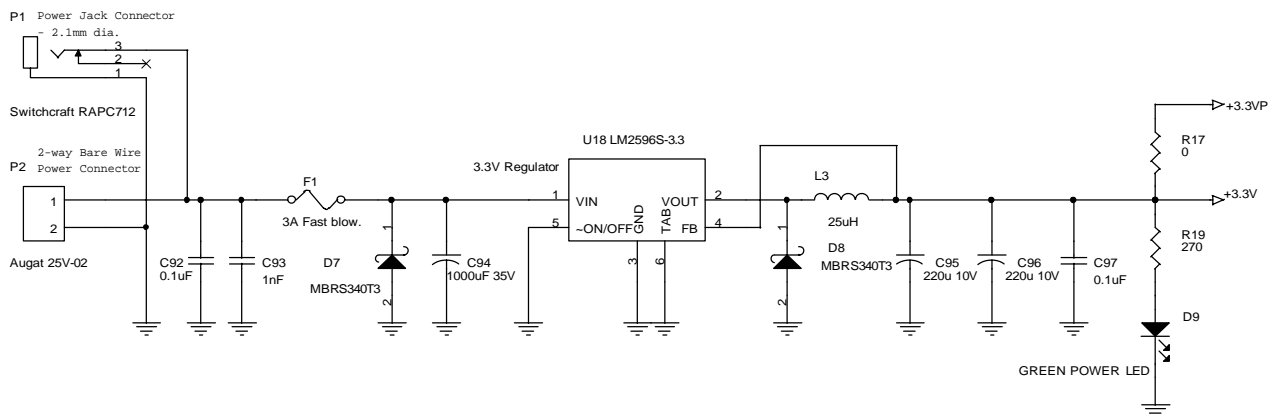 P1 Power Jack Connector
- 2.1mm dia.
3
2
1
Switchcraft RAPC712
2-way Bare Wire
P2 Power Connector
1
2
Augat 25V-02
C92
0.1uF
C93
1nF
F1
3A Fast blow.
D7
1
2
MBRS340T3
C94
1000uF 35V
3.3V Regulator
U18 LM2596S-3.3
1
VIN
5
~ON/OFF
GND
3
TAB
6
VOUT
2
FB
4
L3
25uH
1
2
D8
MBRS340T3
C95
220u 10V
C96
220u 10V
C97
0.1uF
+3.3VP
R17
0
+3.3V
R19
270
D9
GREEN POWER LED